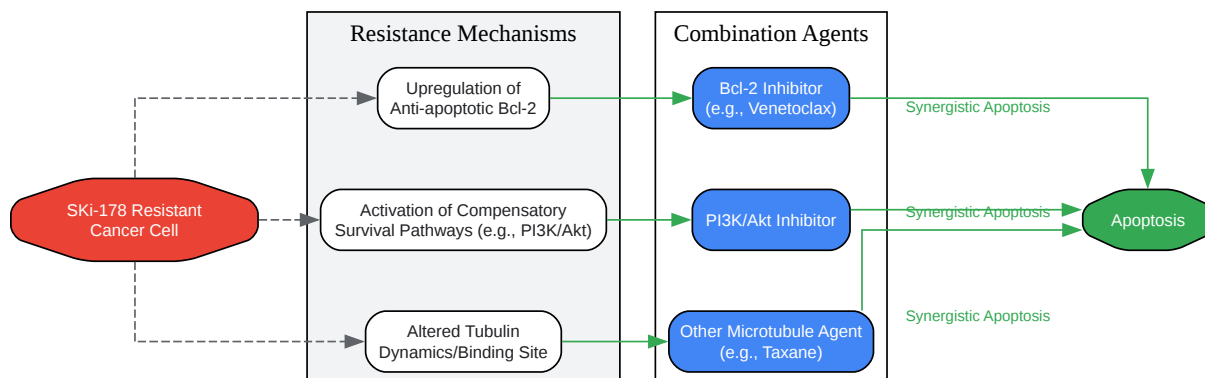 Resistance Mechanisms
Combination Agents
Upregulation of
Anti-apoptotic Bcl-2
Bcl-2 Inhibitor
(e.g., Venetoclax)
Synergistic Apoptosis
SKi-178 Resistant
Cancer Cell
Activation of Compensatory
Survival Pathways (e.g., PI3K/Akt)
PI3K/Akt Inhibitor
Synergistic Apoptosis
Apoptosis
Altered Tubulin
Dynamics/Binding Site
Other Microtubule Agent
(e.g., Taxane)
Synergistic Apoptosis